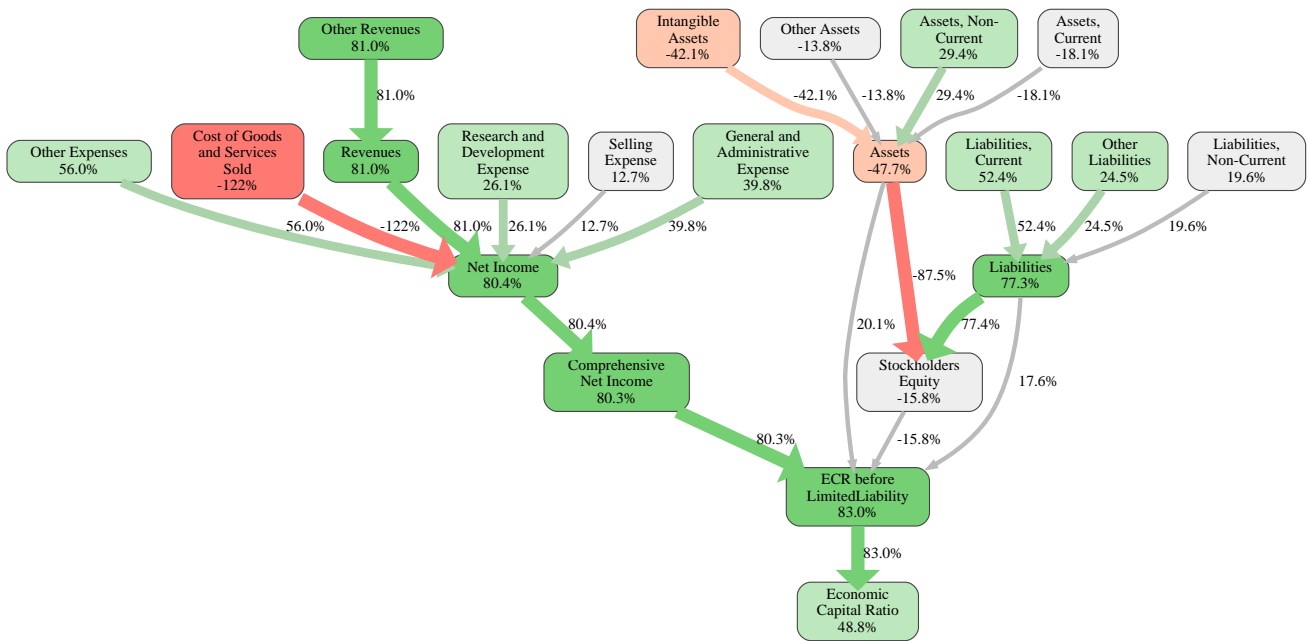 Other Revenues
81.0%
Intangible
Assets
-42.1%
Other Assets
-13.8%
Assets, Non-
Current
29.4%
Assets,
Current
-18.1%
81.0%
-42.1%
-13.8%
29.4%
-18.1%
Other Expenses
56.0%
Cost of Goods
and Services
Sold
-122%
Revenues
81.0%
Research and
Development
Expense
26.1%
Selling
Expense
12.7%
General and
Administrative
Expense
39.8%
Assets
-47.7%
Liabilities,
Current
52.4%
Other
Liabilities
24.5%
Liabilities,
Non-Current
19.6%
56.0%
-122%
81.0%
26.1%
12.7%
39.8%
52.4%
24.5%
19.6%
Net Income
80.4%
-87.5%
Liabilities
77.3%
80.4%
20.1%
77.4%
Comprehensive
Net Income
80.3%
Stockholders
Equity
-15.8%
17.6%
80.3%
-15.8%
ECR before
LimitedLiability
83.0%
83.0%
Economic
Capital Ratio
48.8%